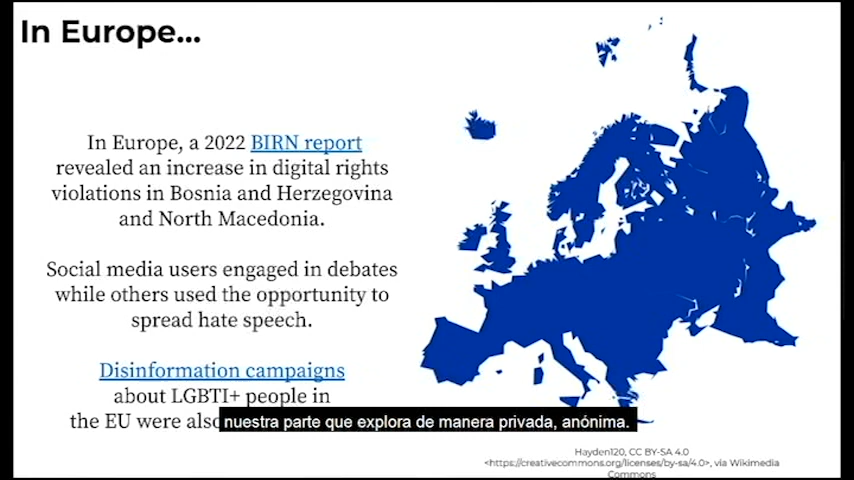 In Europe...
In Europe, a 2022 BIRN report
revealed an increase in digital rights
violations in Bosnia and Herzegovina
and North Macedonia.
Social media users engaged in debates
while others used the opportunity to
spread hate speech.
Disinformation campaigns
about LGBTI+ people in
the EU were also
nuestra parte que explora de manera privada, anónima.
Hayden120, CC BY-SA 4.0
<https://creativecommons.org/licenses/by-sa/4.0>, via Wikimedia
Commons